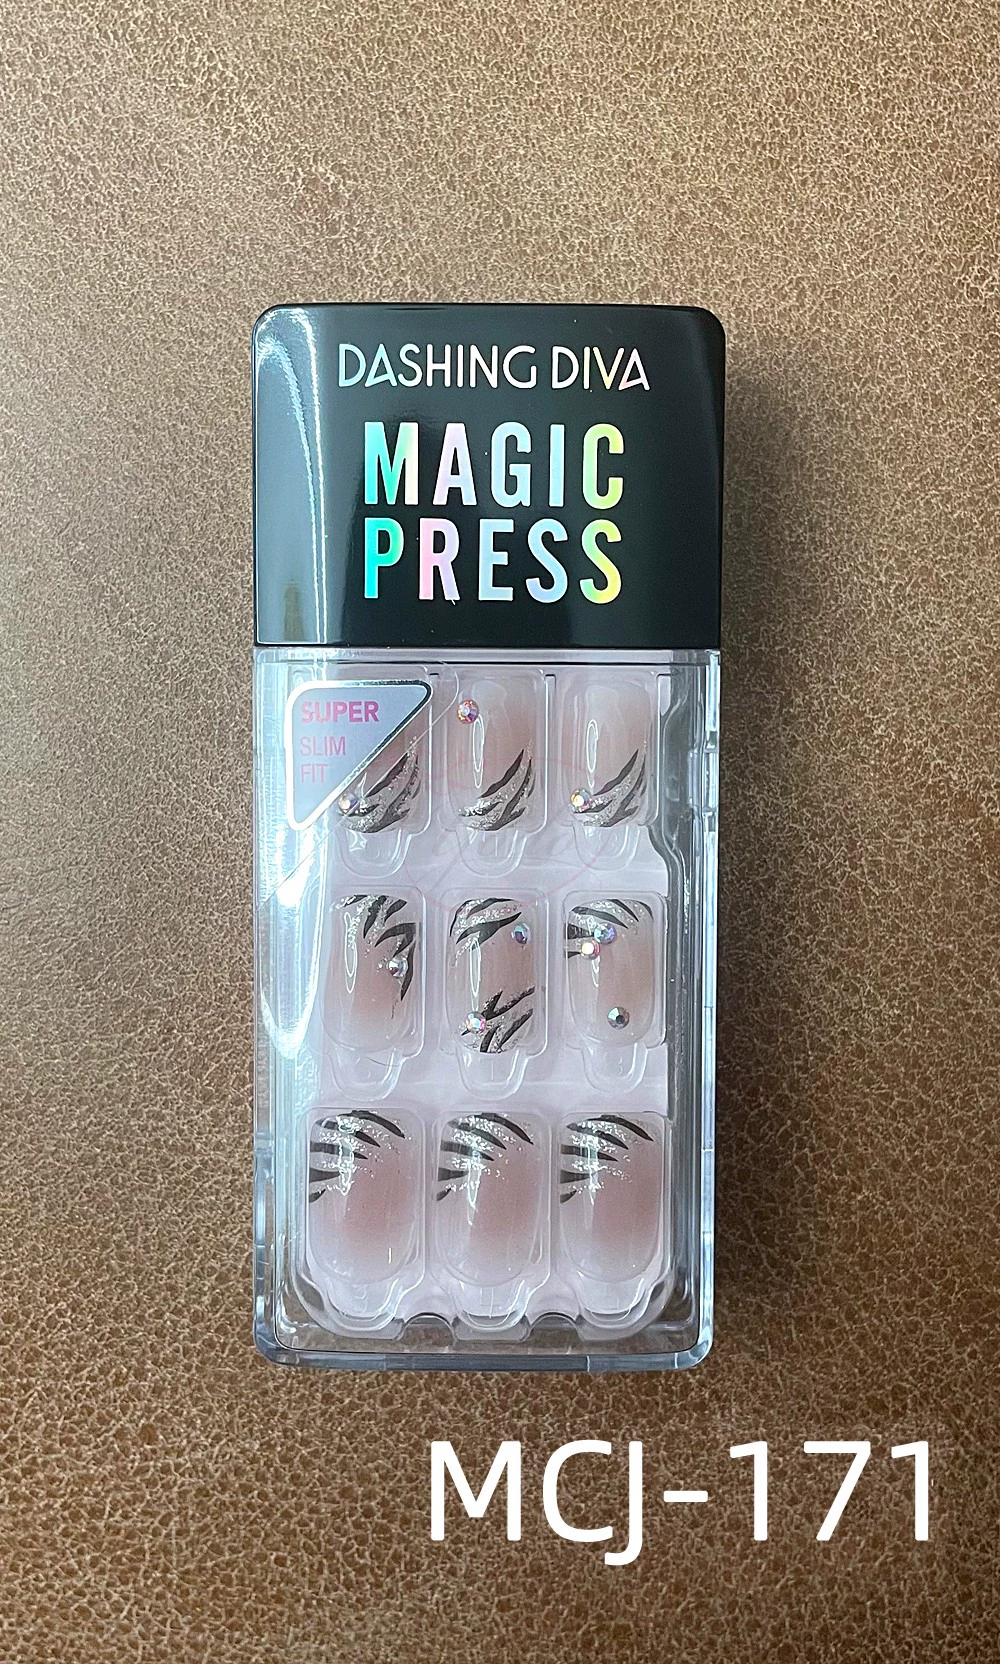 DASHING DIVA
MAGIC
PRESS
SUPER
SLIM
FIT
MCJ-171